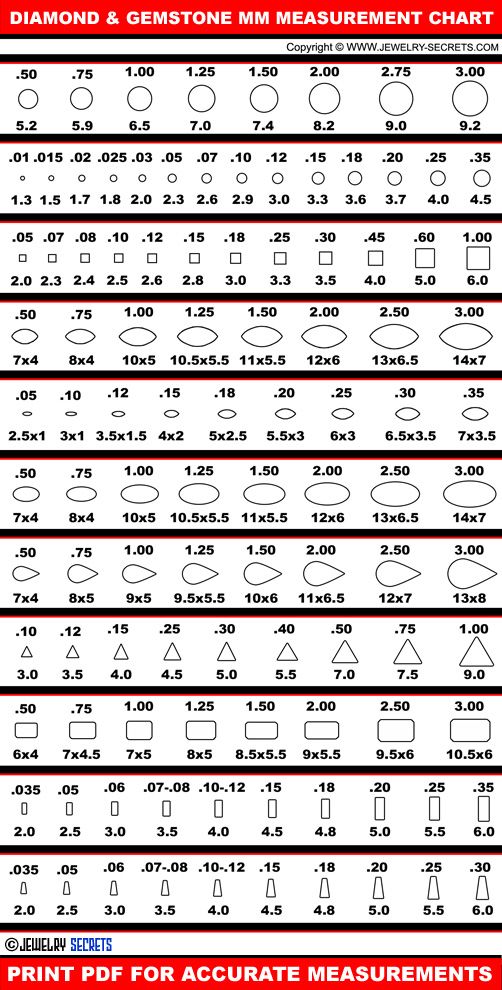 DIAMOND & GEMSTONE MM MEASUREMENT CHART
Copyright © WWW.JEWELRY-SECRETS.COM
.50 .75 1.00 1.25 1.50 2.00 2.75 3.00
5.2 5.9 6.5 7.0 7.4 8.2 9.0 9.2
.01 .015 .02 .025 .03 .05 .07 .10 .12 .15 .18 .20 .25 .35
1.3 1.5 1.7 1.8 2.0 2.3 2.6 2.9 3.0 3.3 3.6 3.7 4.0 4.5
.05 .07 .08 .10 .12 .15 .18 .25 .30 .45 .60 1.00
2.0 2.3 2.4 2.5 2.6 2.8 3.0 3.3 3.5 4.0 5.0 6.0
.50 .75 1.00 1.25 1.50 2.00 2.50 3.00
7x4 8x4 10x5 10.5x5.5 11x5.5 12x6 13x6.5 14x7
.05 .10 .12 .15 .18 .20 .25 .30 .35
2.5x1 3x1 3.5x1.5 4x2 5x2.5 5.5x3 6x3 6.5x3.5 7x3.5
.50 .75 1.00 1.25 1.50 2.00 2.50 3.00
7x4 8x4 10x5 10.5x5.5 11x5.5 12x6 13x6.5 14x7
.50 .75 1.00 1.25 1.50 2.00 2.50 3.00
7x4 8x5 9x5 9.5x5.5 10x6 11x6.5 12x7 13x8
.10 .12 .15 .25 .30 .40 .50 .75 1.00
3.0 3.5 4.0 4.5 5.0 5.5 7.0 7.5 9.0
.50 .75 1.00 1.25 1.50 2.00 2.50 3.00
6x4 7x4.5 7x5 8x5 8.5x5.5 9x5.5 9.5x6 10.5x6
.035 .05 .06 .07-.08 .10-.12 .15 .18 .20 .25 .35
2.0 2.5 3.0 3.5 4.0 4.5 4.8 5.0 5.5 6.0
.035 .05 .06 .07-.08 .10-.12 .15 .18 .20 .25 .30
2.0 2.5 3.0 3.5 4.0 4.5 4.8 5.0 5.5 6.0
©JEWELRY SECRETS
PRINT PDF FOR ACCURATE MEASUREMENTS